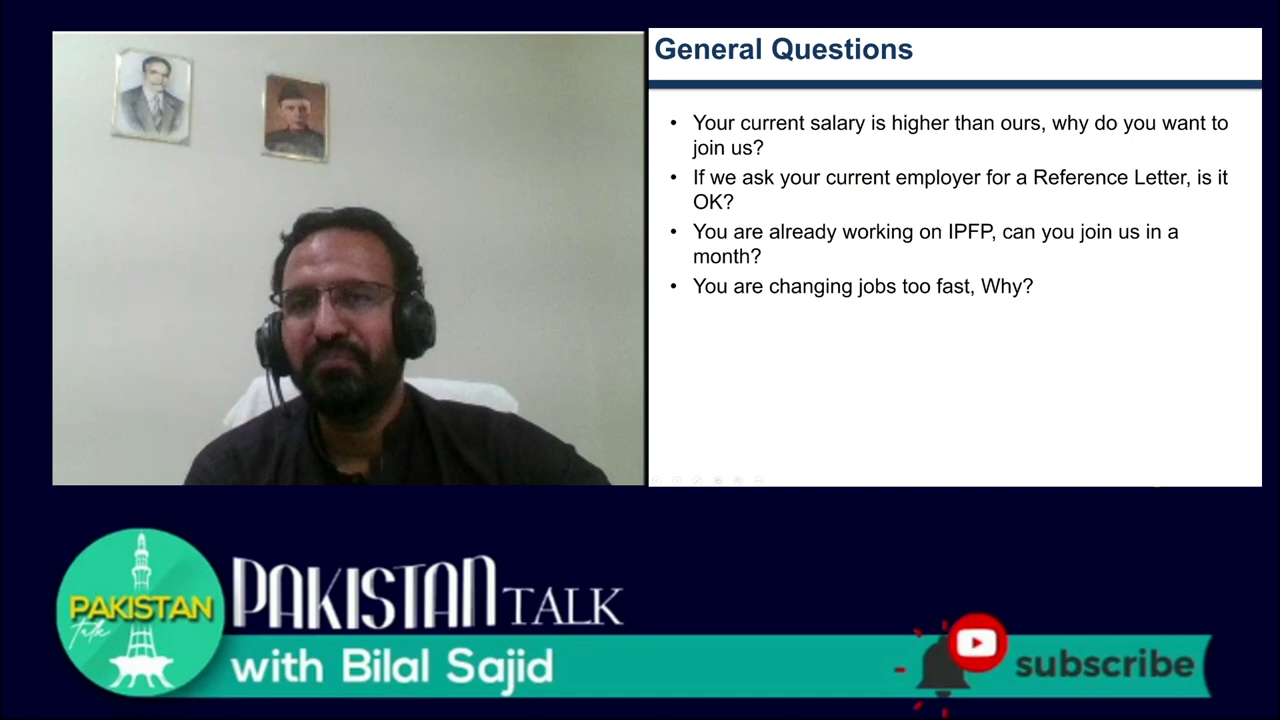 General Questions
• Your current salary is higher than ours, why do you want to
join us?
• If we ask your current employer for a Reference Letter, is it
OK?
• You are already working on IPFP, can you join us in a
month?
• You are changing jobs too fast, Why?
PAKISTAN
Talk
PAKISTAN TALK
with Bilal Sajid
subscribe